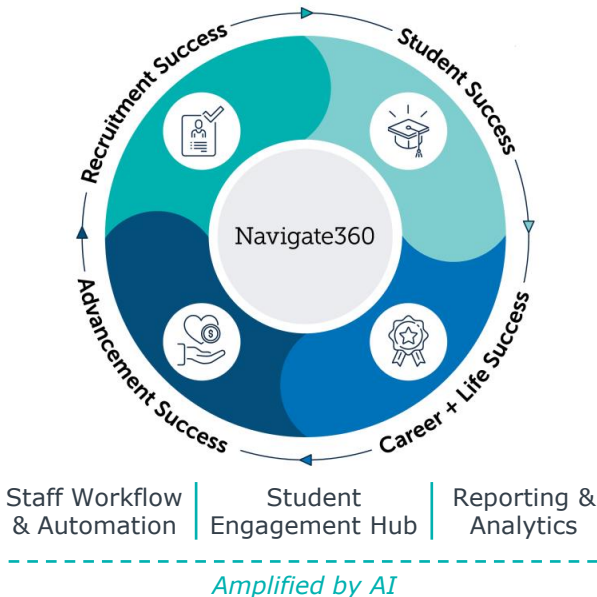 Recruitment Success
Student Success
Navigate360
Advancement Success
Career + Life Success
$
Staff Workflow
& Automation
Student
Engagement Hub
Reporting &
Analytics
Amplified by AI